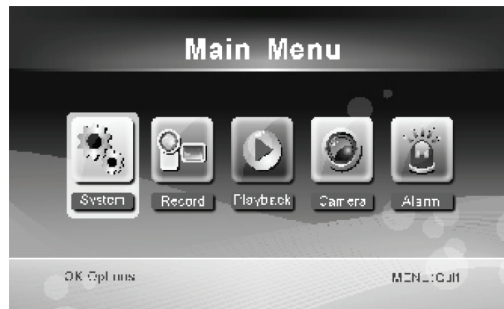 Main Menu
System Record Playback Camera Alarm
OK:Options MENU:Quit